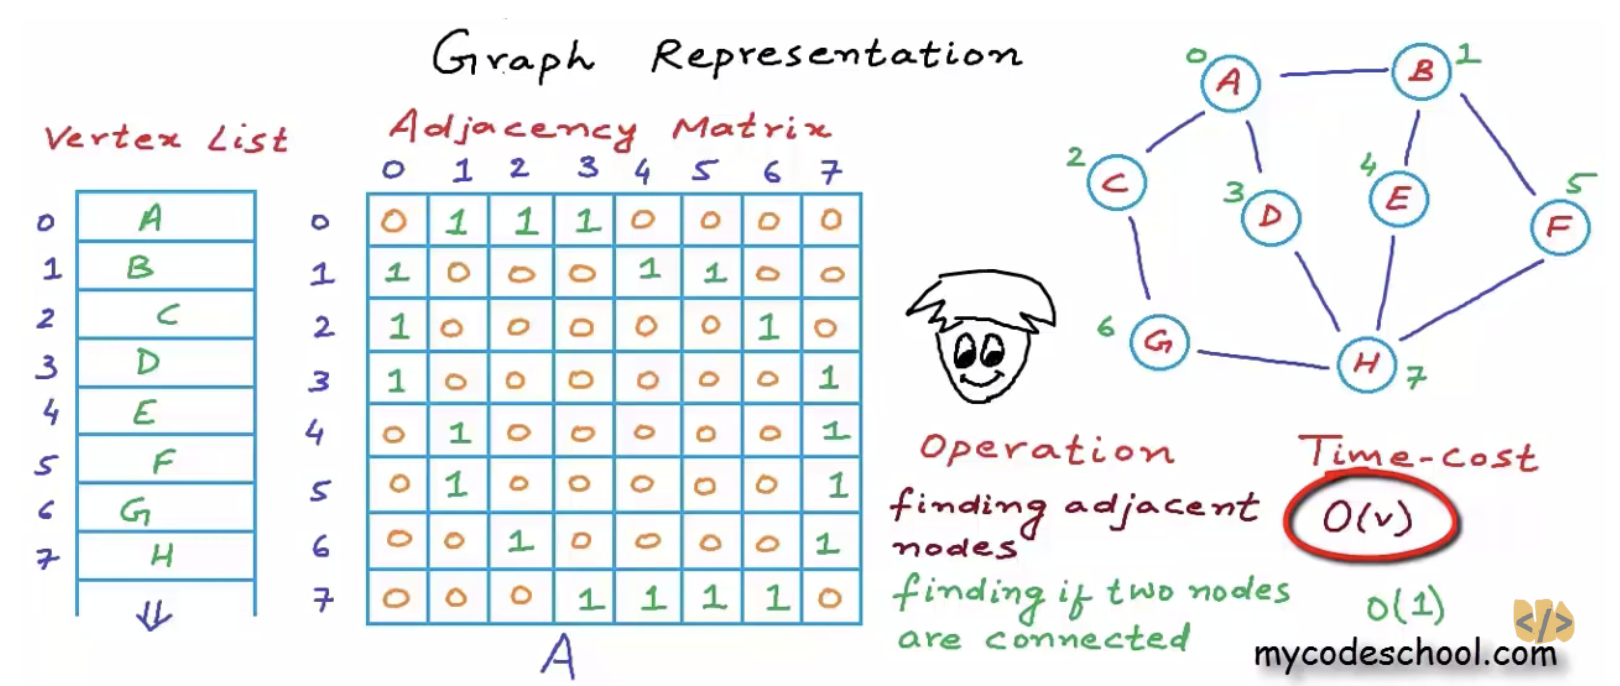 Graph Representation
Vertex List
0 A
1 B
2 C
3 D
4 E
5 F
6 G
7 H
Adjacency Matrix
0 1 2 3 4 5 6 7
0 0 1 1 1 0 0 0 0
1 1 0 0 0 1 1 0 0
2 1 0 0 0 0 0 1 0
3 1 0 0 0 0 0 0 1
4 0 1 0 0 0 0 0 1
5 0 1 0 0 0 0 0 1
6 0 0 1 0 0 0 0 1
7 0 0 0 1 1 1 1 0
A
0 A
B 1
2 C
3 D
4 E
5 F
6 G
H 7
Operation Time-cost
finding adjacent nodes O(v)
finding if two nodes are connected O(1)
</>
mycodeschool.com